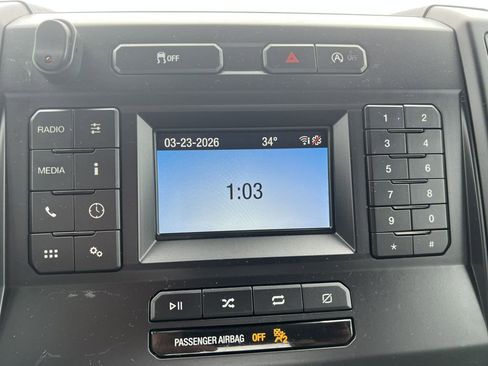 OFF
A OFF
RADIO
MEDIA
i
03-23-2026 34°
1:03
1 2
3 4
5 6
7 8
9 0
* #
PASSENGER AIRBAG OFF 2